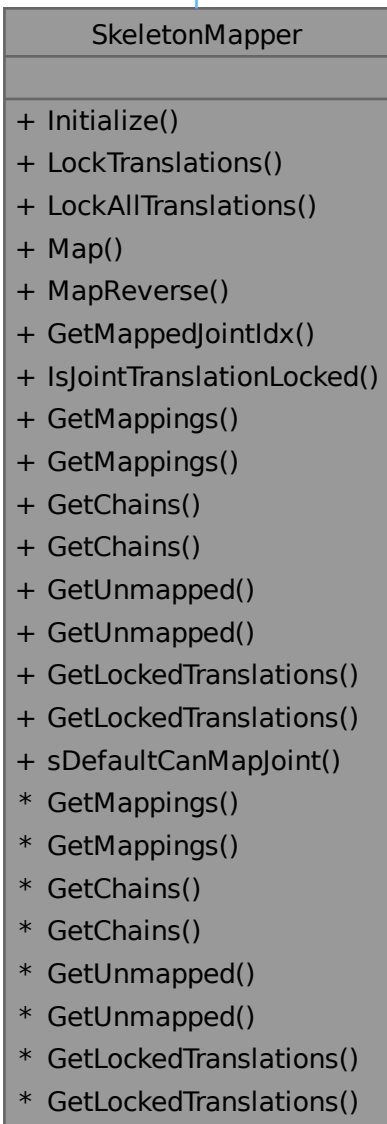 SkeletonMapper
+ Initialize()
+ LockTranslations()
+ LockAllTranslations()
+ Map()
+ MapReverse()
+ GetMappedJointIdx()
+ IsJointTranslationLocked()
+ GetMappings()
+ GetMappings()
+ GetChains()
+ GetChains()
+ GetUnmapped()
+ GetUnmapped()
+ GetLockedTranslations()
+ GetLockedTranslations()
+ sDefaultCanMapJoint()
* GetMappings()
* GetMappings()
* GetChains()
* GetChains()
* GetUnmapped()
* GetUnmapped()
* GetLockedTranslations()
* GetLockedTranslations()